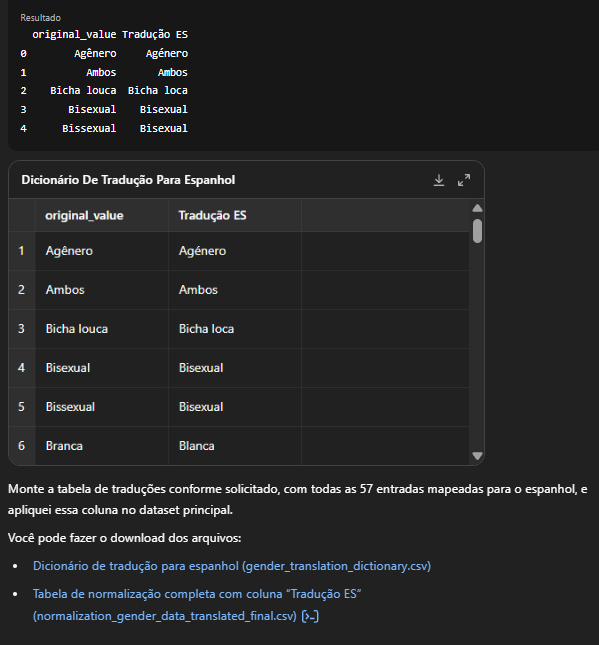 Resultado
original_value Tradução ES
0 Agênero Agénero
1 Ambos Ambos
2 Bicha louca Bicha loca
3 Bisexual Bisexual
4 Bissexual Bisexual
Dicionário De Tradução Para Espanhol
original_value Tradução ES
1 Agênero Agénero
2 Ambos Ambos
3 Bicha louca Bicha loca
4 Bisexual Bisexual
5 Bissexual Bisexual
6 Branca Blanca
Monte a tabela de traduções conforme solicitado, com todas as 57 entradas mapeadas para o espanhol, e
apliquei essa coluna no dataset principal.
Você pode fazer o download dos arquivos:
• Dicionário de tradução para espanhol (gender_translation_dictionary.csv)
• Tabela de normalização completa com coluna "Tradução ES"
(normalization_gender_data_translated_final.csv) [>-]